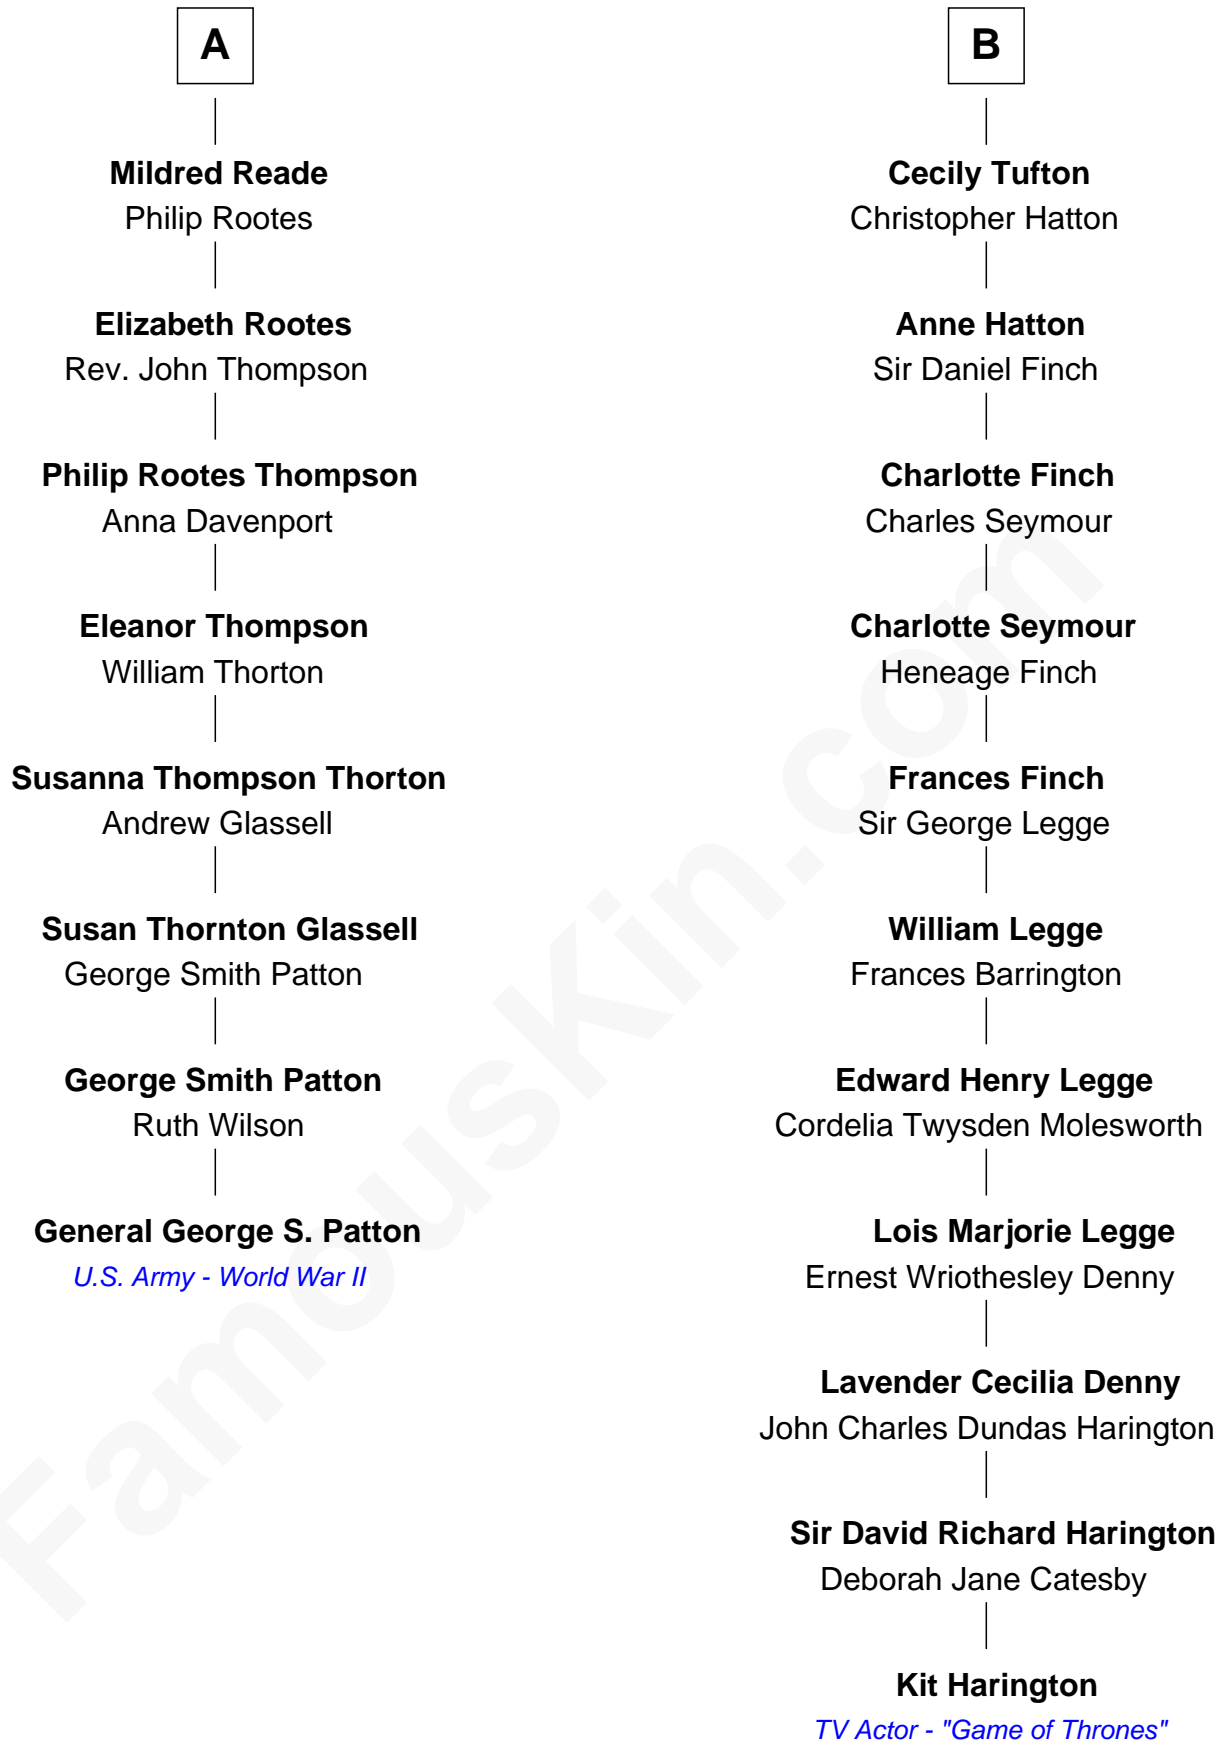 A
Mildred Reade
Philip Rootes
Elizabeth Rootes
Rev. John Thompson
Philip Rootes Thompson
Anna Davenport
Eleanor Thompson
William Thorton
Susanna Thompson Thorton
Andrew Glassell
Susan Thornton Glassell
George Smith Patton
George Smith Patton
Ruth Wilson
General George S. Patton
U.S. Army - World War II
B
Cecily Tufton
Christopher Hatton
Anne Hatton
Sir Daniel Finch
Charlotte Finch
Charles Seymour
Charlotte Seymour
Heneage Finch
Frances Finch
Sir George Legge
William Legge
Frances Barrington
Edward Henry Legge
Cordelia Twysden Molesworth
Lois Marjorie Legge
Ernest Wriothesley Denny
Lavender Cecilia Denny
John Charles Dundas Harington
Sir David Richard Harington
Deborah Jane Catesby
Kit Harington
TV Actor - "Game of Thrones"
FamousKin.com